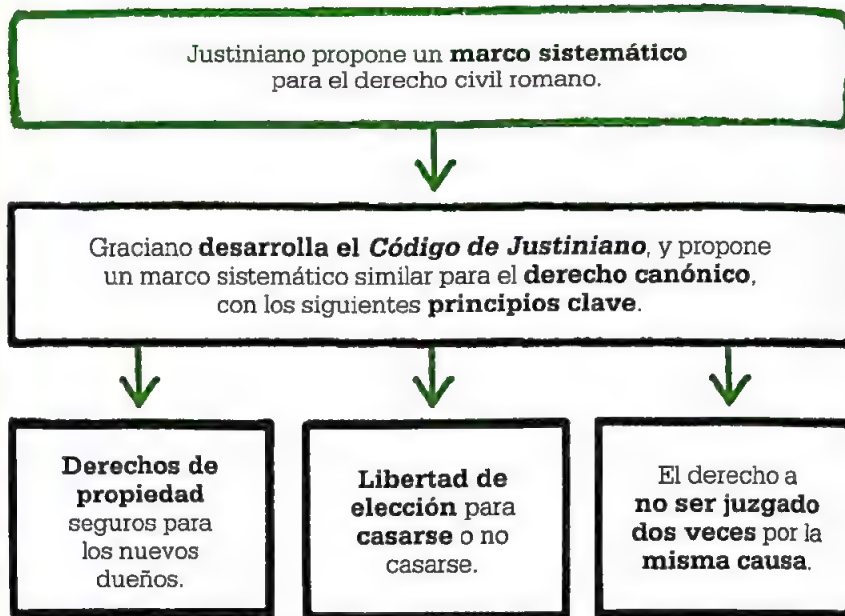 Justiniano propone un marco sistemático
para el derecho civil romano.
Graciano desarrolla el Código de Justiniano, y propone
un marco sistemático similar para el derecho canónico,
con los siguientes principios clave.
Derechos de
propiedad
seguros para
los nuevos
dueños.
Libertad de
elección para
casarse o no
casarse.
El derecho a
no ser juzgado
dos veces por la
misma causa.